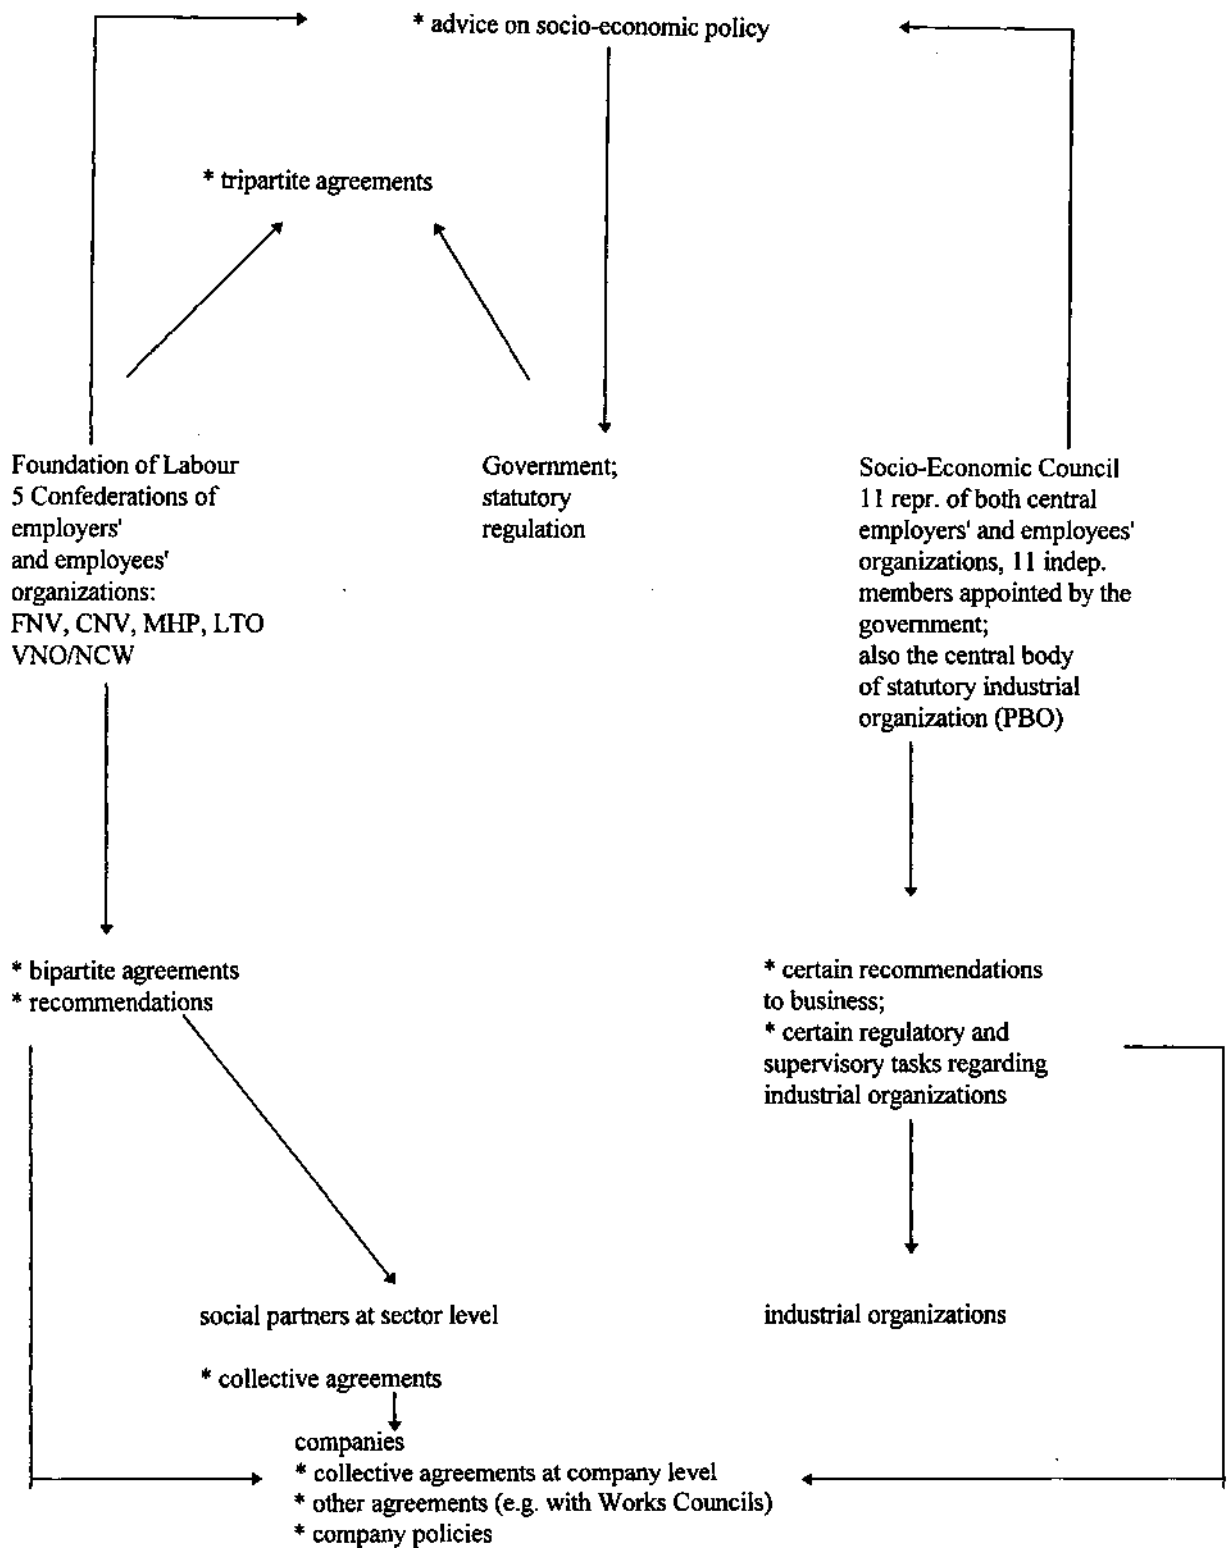 * advice on socio-economic policy
* tripartite agreements
Foundation of Labour
5 Confederations of
employers'
and employees'
organizations:
FNV, CNV, MHP, LTO
VNO/NCW
Government;
statutory
regulation
Socio-Economic Council
11 repr. of both central
employers' and employees'
organizations, 11 indep.
members appointed by the
government;
also the central body
of statutory industrial
organization (PBO)
* bipartite agreements
* recommendations
* certain recommendations
to business;
* certain regulatory and
supervisory tasks regarding
industrial organizations
social partners at sector level
industrial organizations
* collective agreements
companies
* collective agreements at company level
* other agreements (e.g. with Works Councils)
* company policies